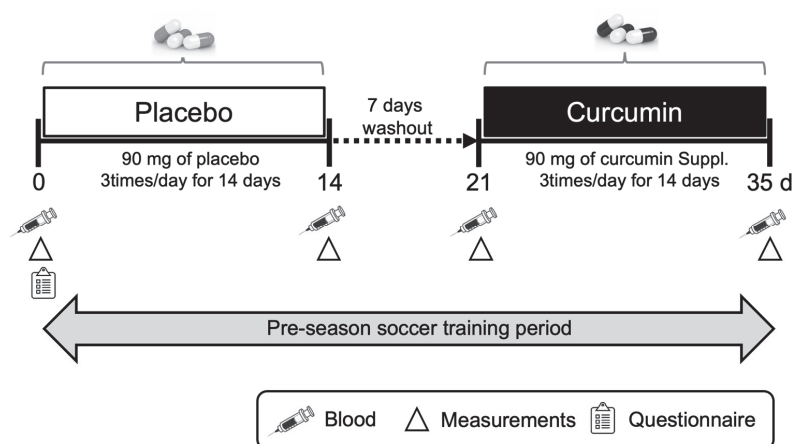 Placebo
7 days
washout
Curcumin
90 mg of placebo
3times/day for 14 days
90 mg of curcumin Suppl.
3times/day for 14 days
0
14
21
35 d
Pre-season soccer training period
Blood
Measurements
Questionnaire